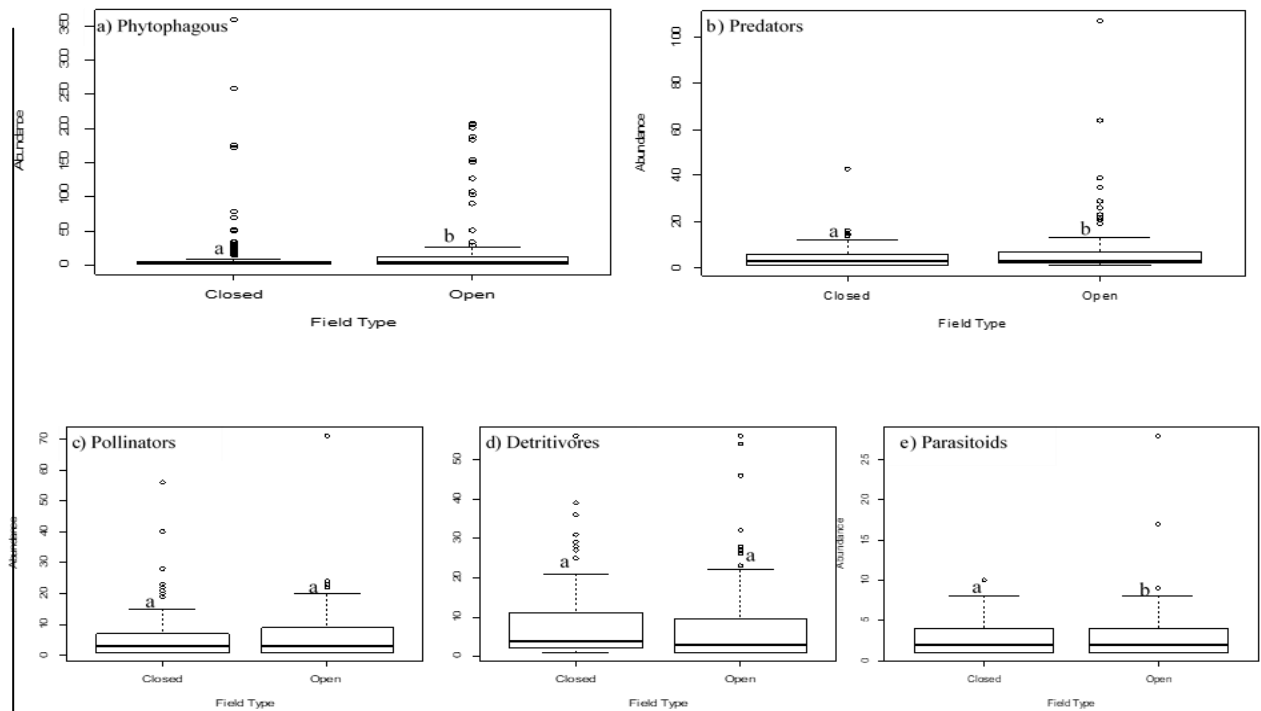 a) Phytophagous
Abundance
0 50 100 150 200 250 300 350
a
b
Closed Open
Field Type
b) Predators
Abundance
0 20 40 60 80 100
a
b
Closed Open
Field Type
c) Pollinators
Abundance
0 10 20 30 40 50 60 70
a
a
Closed Open
Field Type
d) Detritivores
0 10 20 30 40 50
a
a
Closed Open
Field Type
e) Parasitoids
Abundance
0 5 10 15 20 25
a
b
Closed Open
Field Type